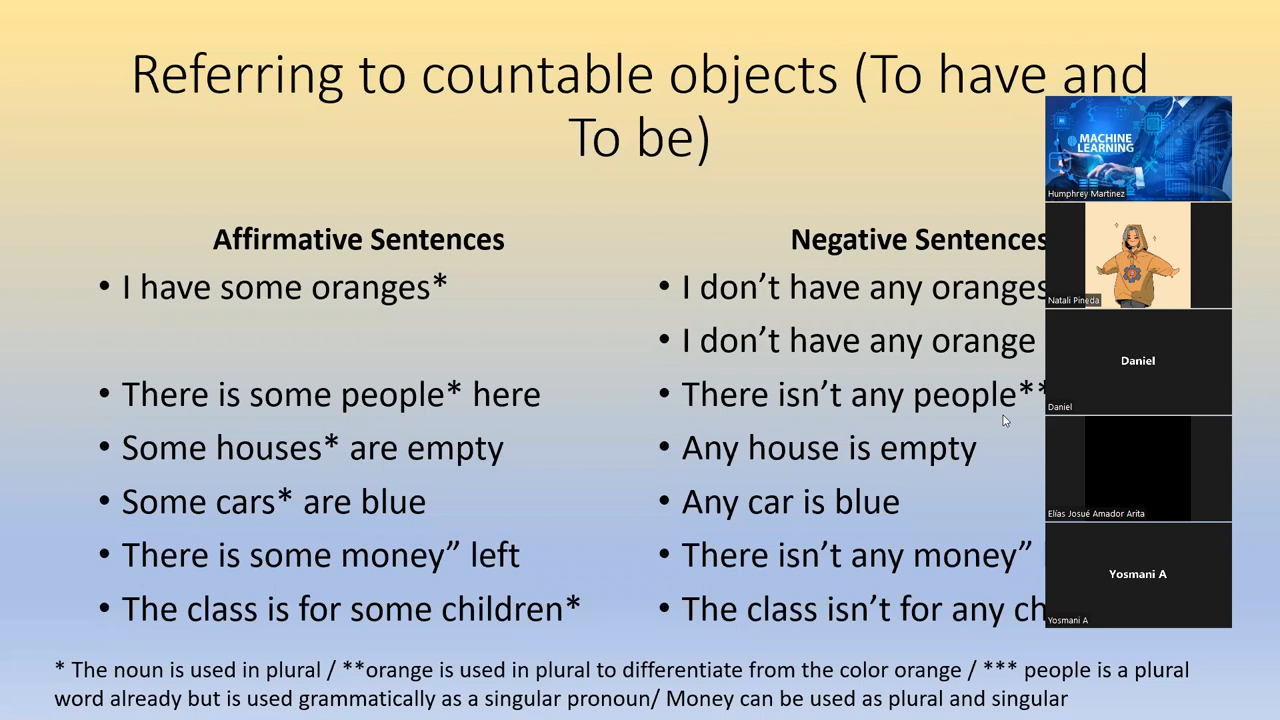 Referring to countable objects (To have and
To be)
Affirmative Sentences
• I have some oranges*
• There is some people* here
• Some houses* are empty
• Some cars* are blue
• There is some money” left
• The class is for some children*
Negative Sentences
• I don’t have any oranges
• I don’t have any orange
• There isn’t any people**
• Any house is empty
• Any car is blue
• There isn’t any money”
• The class isn’t for any ch
MACHINE
LEARNING
Humphrey Martinez
Natali Pineda
Daniel
Daniel
Elías Josué Amador Arita
Yosmani A
Yosmani A
* The noun is used in plural / **orange is used in plural to differentiate from the color orange / *** people is a plural
word already but is used grammatically as a singular pronoun/ Money can be used as plural and singular